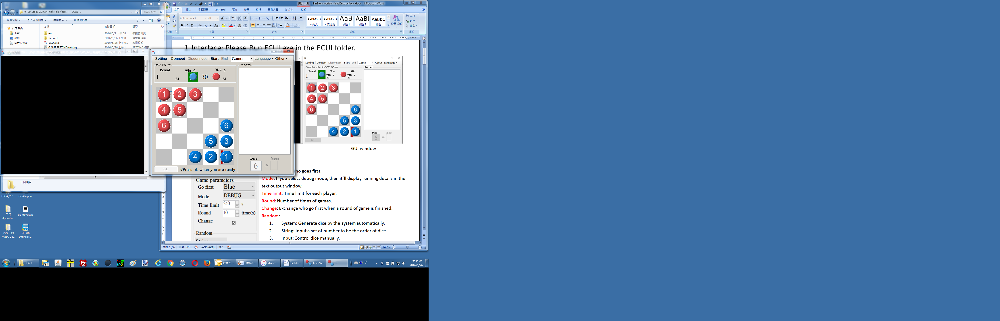 EinStein_würfelt_nicht_platform ▸ ECUI ▸
搜尋 ECUI
組合管理 加入至媒體櫃 共用對象 新增資料夾
名稱 修改日期 類型
我的最愛
下載
桌面
最近的位置
en 2016/5/9 下午 08:... 檔案資料夾
Record 2016/5/26 上午 0... 檔案資料夾
ECUI.exe 2016/5/26 上午 0... 應用程式
GAMESETTING.setting 2016/5/26 上午 1... SETTING 檔案
8 個項目
圖片工具
EinStein würfelt nicht! Instructions.docx - Microsoft Word
常用 插入 版面配置 參考資料 郵件 校閱 檢視 開發人員 增益集 格式
Calibri (本文) 20
AaBbCcD AaBbCcD AaB AaBl AaBbC
內文 無間距 標題 1 標題 2 標題
變更樣式
尋找
取代
選取
字型 段落 樣式 編輯
1. Interface: Please Run ECUI.exe in the ECUI folder.
Setting Connect Disconnect Start End Game Language Other
test VS test
Round Win 0 Win 0
1 AI 30 AI
Record
1 2 3
4 5
6 6
5 3
4 2 1
OK <Press ok when you are ready
Dice Input
6 Or
UI
Setting Connect Disconnect Start End Game About Language
ConsoleApplication5 VS EChess
Record
Round Win Win
1 240 s 240 s
AI AI
1 2 3
4 5
6 6
5 3
4 2 1
OK
Dice Input
6 Or
GUI window
ho goes first.
Mode: If you select debug mode, then it'll display running details in the
text output window.
Time limit: Time limit for each player.
Round: Number of times of games.
Change: Exchange who go first when a round of game is finished.
Random:
1. System: Generate dice by the system automatically.
2. String: Input a set of number to be the order of dice.
3. Input: Control dice manually.
Game parameters
Go first Blue
Mode DEBUG
Time limit 240 s
Round 10 time(s)
Change
Random
String
頁面: 1 / 6 字數: 526 英文 (美國) 插入 140%
TCGA_201... desktop.ini
平行
alpha-be... gomoku.zip
呂學一的
Math. Ga...
Intel(R)
Intrinsics...
ECUI 收件匣 ... 連絡人 ... iTunes EinStei... C:\32G... UI
上午 11:01
2016/5/26